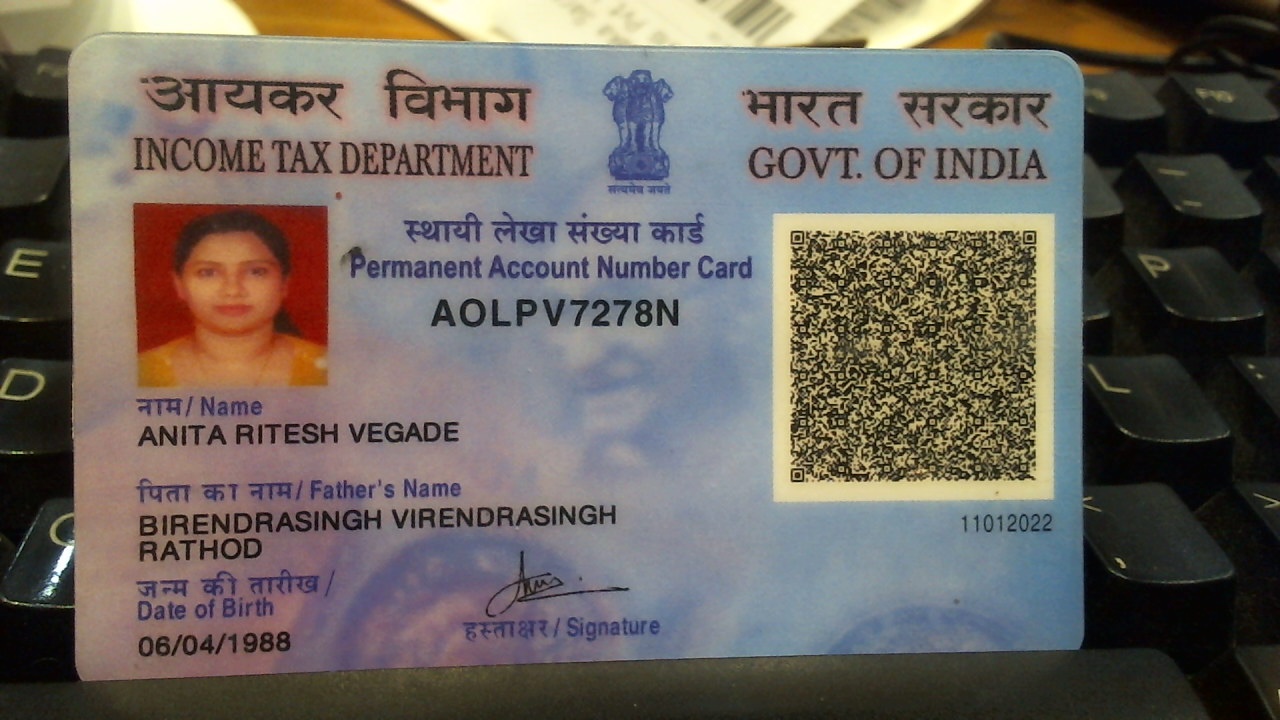 आयकर विभाग
INCOME TAX DEPARTMENT
सत्यमेव जयते
भारत सरकार
GOVT. OF INDIA
स्थायी लेखा संख्या कार्ड
Permanent Account Number Card
AOLPV7278N
नाम / Name
ANITA RITESH VEGADE
पिता का नाम / Father's Name
BIRENDRASINGH VIRENDRASINGH
RATHOD
11012022
जन्म की तारीख /
Date of Birth
06/04/1988
हस्ताक्षर / Signature
E
D
P
L